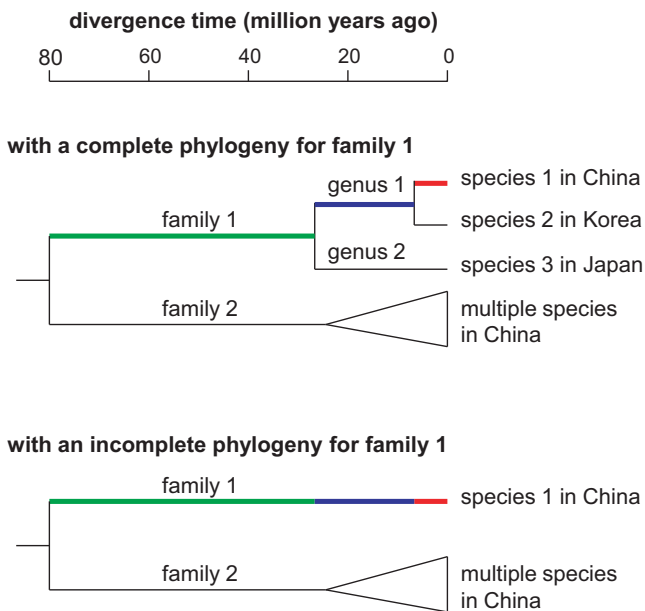 divergence time (million years ago)
80 60 40 20 0
with a complete phylogeny for family 1
genus 1
species 1 in China
family 1
species 2 in Korea
genus 2
species 3 in Japan
family 2
multiple species
in China
with an incomplete phylogeny for family 1
family 1
species 1 in China
family 2
multiple species
in China